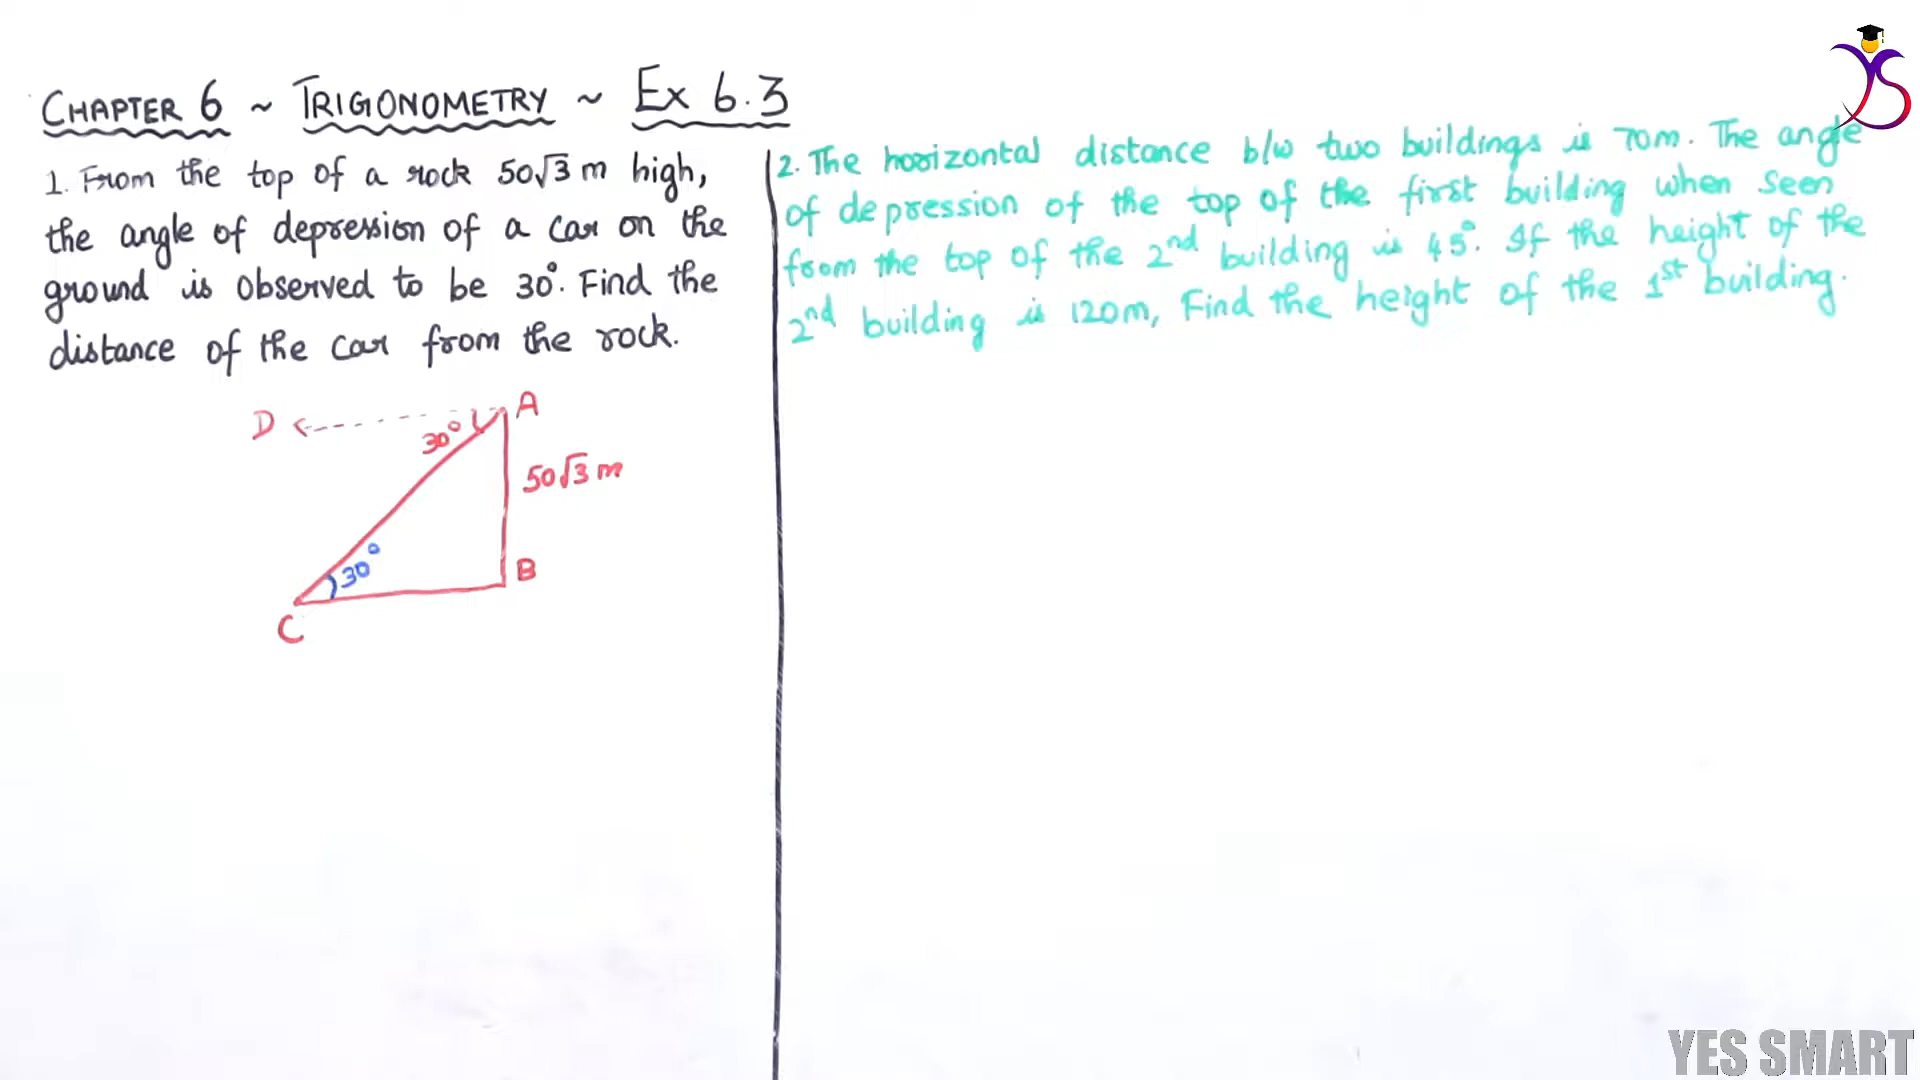 CHAPTER 6 ~ TRIGONOMETRY ~ Ex 6.3
1. From the top of a rock 50√3 m high,
the angle of depression of a car on the
ground is observed to be 30°. Find the
distance of the car from the rock.
D
A
30°
50√3 m
30°
B
C
2. The horizontal distance b/w two buildings is 70m. The angle
of depression of the top of the first building when seen
from the top of the 2nd building is 45°. If the height of the
2nd building is 120m, Find the height of the 1st building.
YS
YES SMART